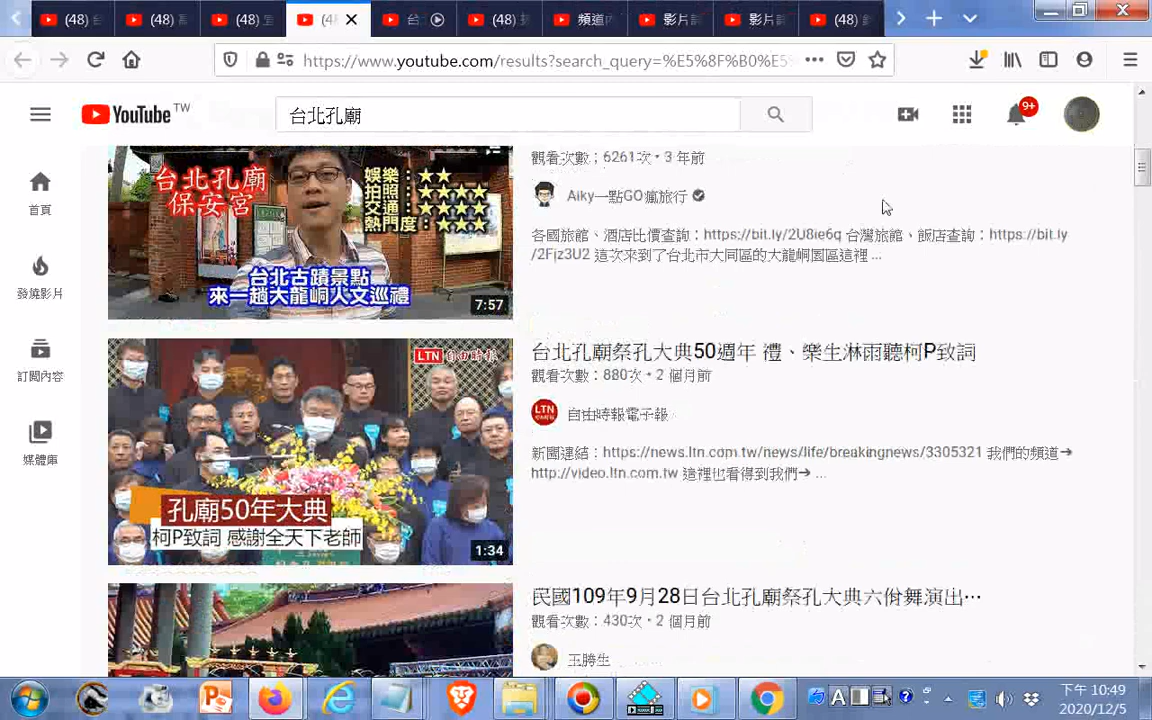 (48)
(48)
(48)
(4
台
(48)
頻道
影片
影片
(48)
https://www.youtube.com/results?search_query=%E5%8F%B0%E5%
YouTube TW
台北孔廟
9+
首頁
發燒影片
訂閱內容
媒體庫
台北孔廟
保安宮
娛樂：★★
拍照：★★★★
交通：★★★★
熱門度：★★★
台北古蹟景點
來一趟大龍峒人文巡禮
7:57
觀看次數：6261次・3 年前
Aiky一點GO瘋旅行
各國旅館、酒店比價查詢：https://bit.ly/2U8ie6q 台灣旅館、飯店查詢：https://bit.ly
/2Fjz3U2 這次來到了台北市大同區的大龍峒園區這裡 ...
LTN 自由時報
孔廟50年大典
柯P致詞 感謝全天下老師
1:34
台北孔廟祭孔大典50週年 禮、樂生淋雨聽柯P致詞
觀看次數：880次・2 個月前
LTN
自由時報電子報
新聞連結：https://news.ltn.com.tw/news/life/breakingnews/3305321 我們的頻道➔
http://video.ltn.com.tw 這裡也看得到我們➔ ...
民國109年9月28日台北孔廟祭孔大典六佾舞演出…
觀看次數：430次・2 個月前
王勝生
下午 10:49
2020/12/5